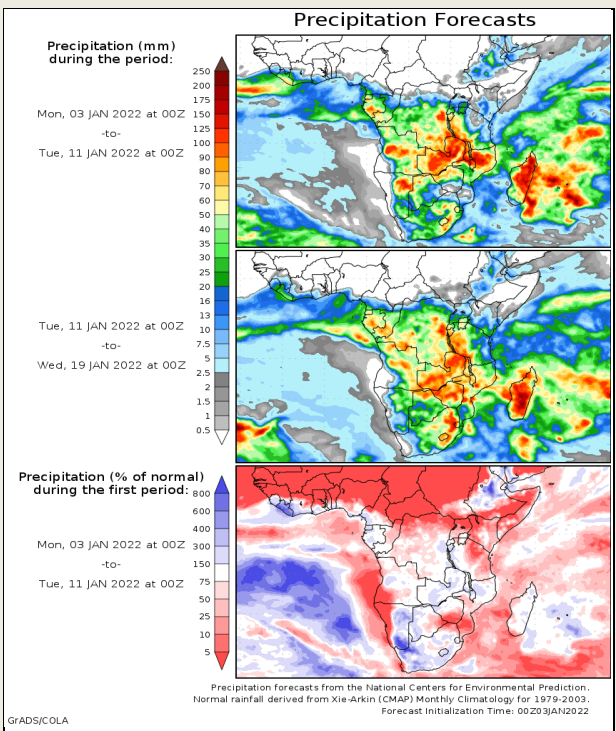 Precipitation Forecasts
Precipitation (mm)
during the period:
Mon, 03 JAN 2022 at 00Z
-to-
Tue, 11 JAN 2022 at 00Z
250
200
175
150
125
100
90
80
70
60
50
40
35
30
25
20
16
13
10
7.5
5
2.5
2
1.5
1
0.5
Tue, 11 JAN 2022 at 00Z
-to-
Wed, 19 JAN 2022 at 00Z
Precipitation (% of normal)
during the first period:
Mon, 03 JAN 2022 at 00Z
-to-
Tue, 11 JAN 2022 at 00Z
800
600
400
300
150
75
50
25
10
5
Precipitation forecasts from the National Centers for Environmental Prediction.
Normal rainfall derived from Xie-Arkin (CMAP) Monthly Climatology for 1979-2003.
Forecast Initialization Time: 00Z03JAN2022
GrADS/COLA